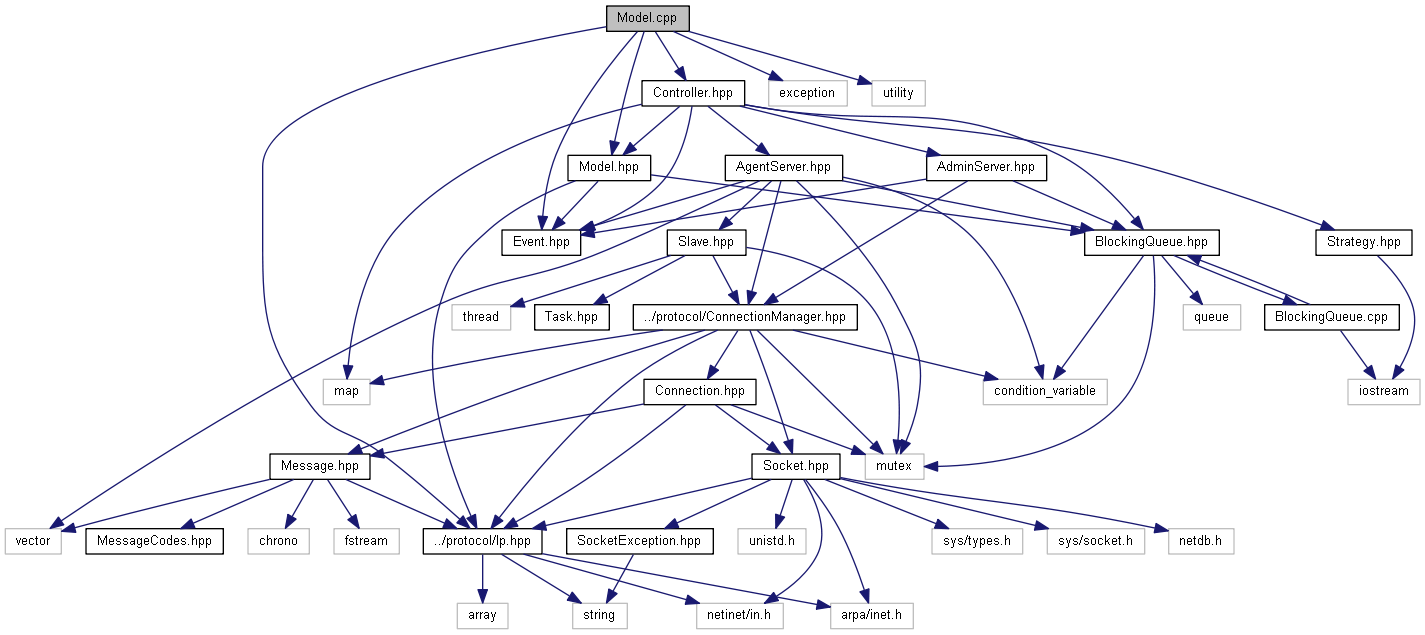 Model.cpp
Controller.hpp
exception
utility
Model.hpp
AgentServer.hpp
AdminServer.hpp
Event.hpp
Slave.hpp
BlockingQueue.hpp
Strategy.hpp
thread
Task.hpp
../protocol/ConnectionManager.hpp
queue
BlockingQueue.cpp
map
Connection.hpp
condition_variable
iostream
Message.hpp
Socket.hpp
mutex
vector
MessageCodes.hpp
chrono
fstream
../protocol/Ip.hpp
SocketException.hpp
unistd.h
sys/types.h
sys/socket.h
netdb.h
array
string
netinet/in.h
arpa/inet.h